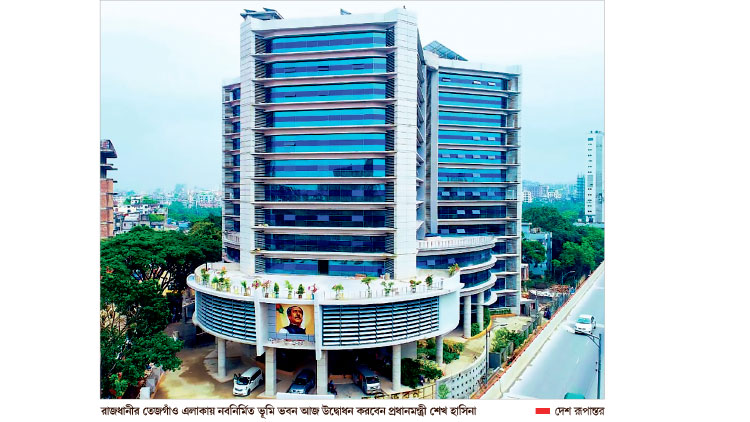 রাজধানীর তেজগাঁও এলাকায় নবনির্মিত ভূমি ভবন আজ উদ্বোধন করবেন প্রধানমন্ত্রী শেখ হাসিনা
দেশ রূপান্তর